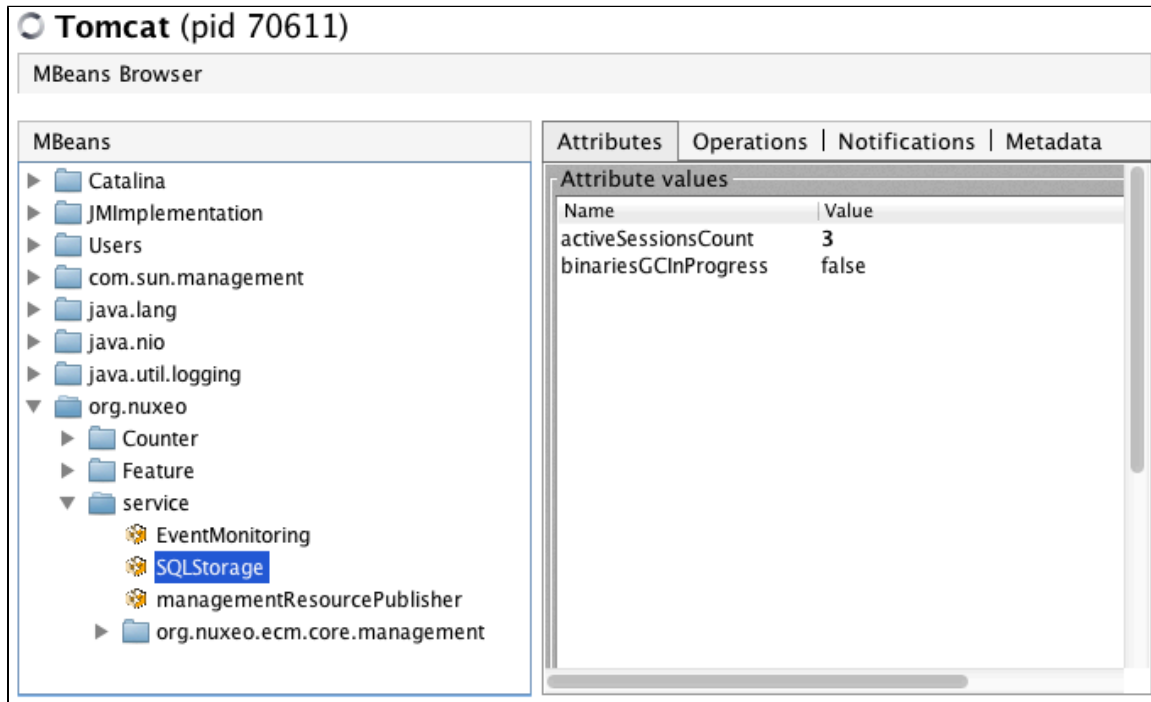 Tomcat (pid 70611)
MBeans Browser
MBeans
Catalina
JMImplementation
Users
com.sun.management
java.lang
java.nio
java.util.logging
org.nuxeo
Counter
Feature
service
EventMonitoring
SQLStorage
managementResourcePublisher
org.nuxeo.ecm.core.management
Attributes Operations | Notifications | Metadata
Attribute values
Name Value
activeSessionsCount 3
binariesGCInProgress false